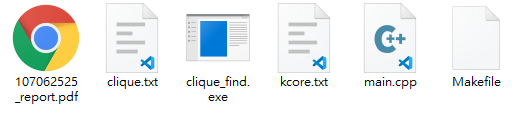 107062525
_report.pdf
clique.txt
clique_find.
exe
kcore.txt
C++
main.cpp
Makefile